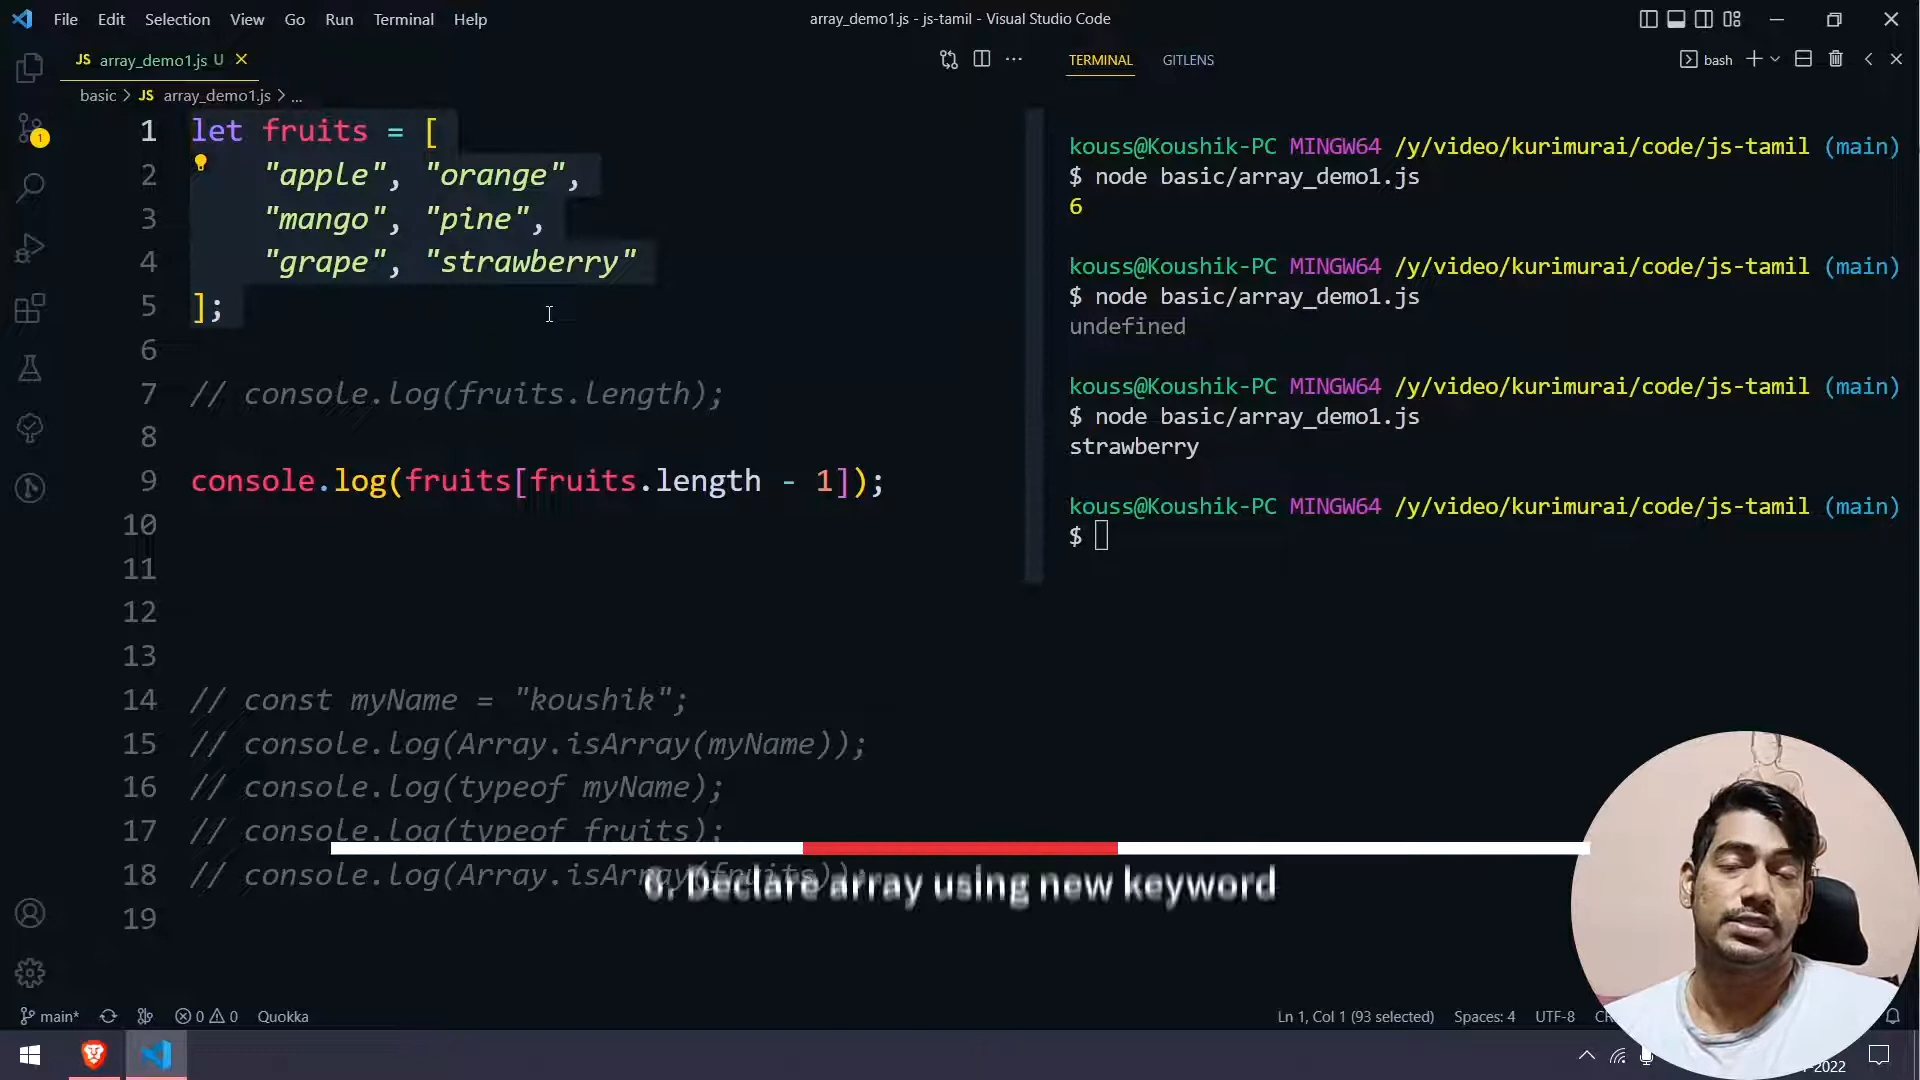 File Edit Selection View Go Run Terminal Help
array_demo1.js - js-tamil - Visual Studio Code
JS array_demo1.js U
TERMINAL GITLENS
bash
basic > JS array_demo1.js > ...
1 let fruits = [
2 "apple", "orange",
3 "mango", "pine",
4 "grape", "strawberry"
5 ];
6
7 // console.log(fruits.length);
8
9 console.log(fruits[fruits.length - 1]);
10
11
12
13
14 // const myName = "koushik";
15 // console.log(Array.isArray(myName));
16 // console.log(typeof myName);
17 // console.log(typeof fruits);
18 // console.log(Array.isArray(fruits));
19
kouss@Koushik-PC MINGW64 /y/video/kurimurai/code/js-tamil (main)
$ node basic/array_demo1.js
6
kouss@Koushik-PC MINGW64 /y/video/kurimurai/code/js-tamil (main)
$ node basic/array_demo1.js
undefined
kouss@Koushik-PC MINGW64 /y/video/kurimurai/code/js-tamil (main)
$ node basic/array_demo1.js
strawberry
kouss@Koushik-PC MINGW64 /y/video/kurimurai/code/js-tamil (main)
$
1
6. Declare array using new keyword
main* 0 0 Quokka
Ln 1, Col 1 (93 selected) Spaces: 4 UTF-8
-2022